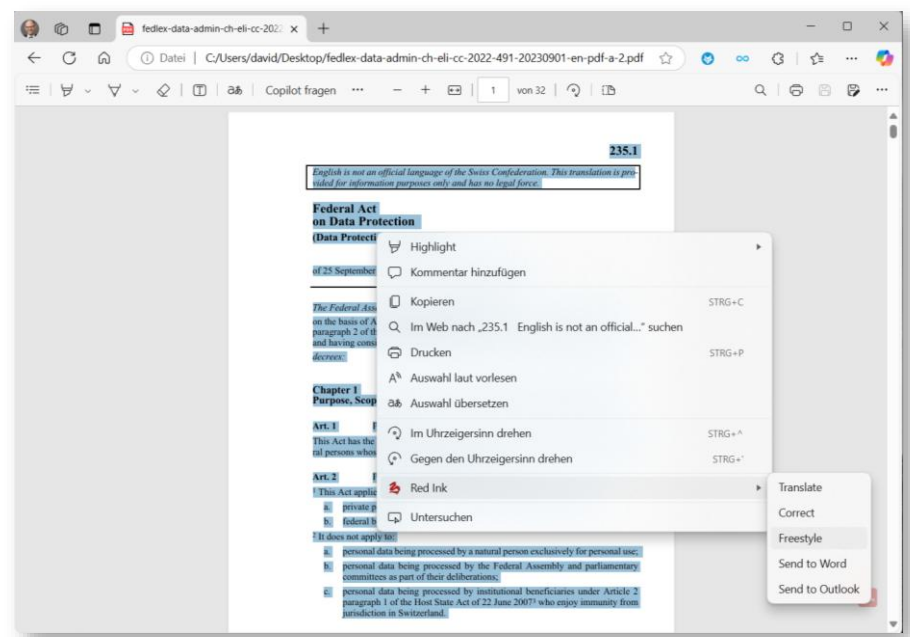 fedlex-data-admin-ch-eli-cc-2022
Datei | C:/Users/david/Desktop/fedlex-data-admin-ch-eli-cc-2022-491-20230901-en-pdf-a-2.pdf
Copilot fragen 1 von 32
235.1
English is not an official language of the Swiss Confederation. This translation is pro-
vided for information purposes only and has no legal force.
Federal Act
on Data Protection
(Data Protecti
of 25 September
The Federal Ass
on the basis of A
paragraph 2 of th
and having consi
decrees:
Chapter 1
Purpose, Scop
Art. 1
This Act has the
ral persons whos
Art. 2
1 This Act applic
a. private p
b. federal b
2 It does not apply to:
a. personal data being processed by a natural person exclusively for personal use;
b. personal data being processed by the Federal Assembly and parliamentary
committees as part of their deliberations;
c. personal data being processed by institutional beneficiaries under Article 2
paragraph 1 of the Host State Act of 22 June 2007³ who enjoy immunity from
jurisdiction in Switzerland.
Highlight
Kommentar hinzufügen
Kopieren STRG+C
Im Web nach „235.1 English is not an official...“ suchen
Drucken STRG+P
Auswahl laut vorlesen
Auswahl übersetzen
Im Uhrzeigersinn drehen STRG+^
Gegen den Uhrzeigersinn drehen STRG+´
Red Ink
Untersuchen
Translate
Correct
Freestyle
Send to Word
Send to Outlook